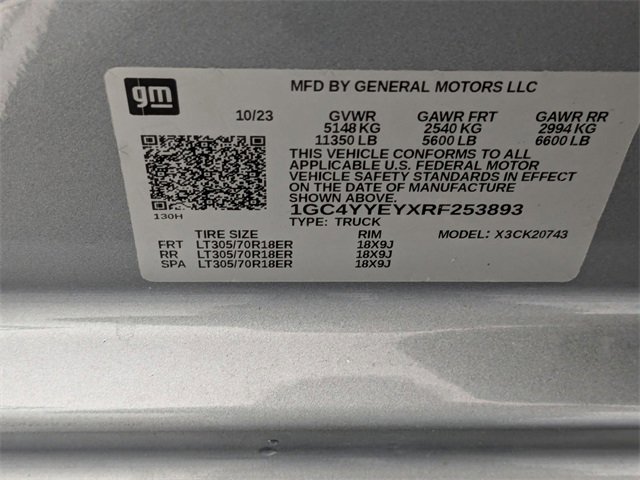 gm
MFD BY GENERAL MOTORS LLC
10/23 GVWR GAWR FRT GAWR RR
5148 KG 2540 KG 2994 KG
11350 LB 5600 LB 6600 LB
THIS VEHICLE CONFORMS TO ALL
APPLICABLE U.S. FEDERAL MOTOR
VEHICLE SAFETY STANDARDS IN EFFECT
ON THE DATE OF MANUFACTURE
SHOWN ABOVE.
130H
1GC4YYEYXRF253893
TYPE: TRUCK
MODEL: X3CK20743
TIRE SIZE RIM
FRT LT305/70R18ER 18X9J
RR LT305/70R18ER 18X9J
SPA LT305/70R18ER 18X9J